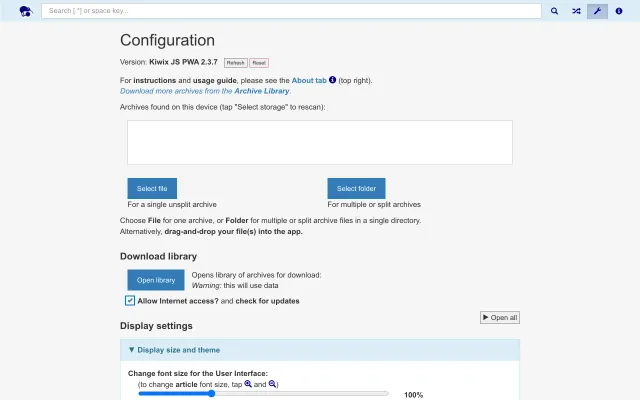 Search [.*] or space key...
Configuration
Version: Kiwix JS PWA 2.3.7 Refresh Reset
For instructions and usage guide, please see the About tab (top right).
Download more archives from the Archive Library.
Archives found on this device (tap "Select storage" to rescan):
Select file
For a single unsplit archive
Select folder
For multiple or split archives
Choose File for one archive, or Folder for multiple or split archive files in a single directory.
Alternatively, drag-and-drop your file(s) into the app.
Download library
Open library
Opens library of archives for download:
Warning: this will use data
Allow Internet access? and check for updates
▶ Open all
Display settings
▼ Display size and theme
Change font size for the User Interface:
(to change article font size, tap and )
100%